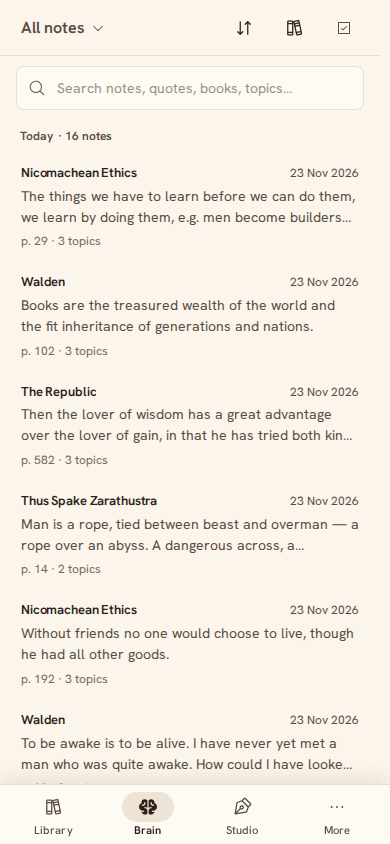 All notes
Search notes, quotes, books, topics...
Today · 16 notes
Nicomachean Ethics 23 Nov 2026
The things we have to learn before we can do them,
we learn by doing them, e.g. men become builders...
p. 29 · 3 topics
Walden 23 Nov 2026
Books are the treasured wealth of the world and
the fit inheritance of generations and nations.
p. 102 · 3 topics
The Republic 23 Nov 2026
Then the lover of wisdom has a great advantage
over the lover of gain, in that he has tried both kin...
p. 582 · 3 topics
Thus Spake Zarathustra 23 Nov 2026
Man is a rope, tied between beast and overman — a
rope over an abyss. A dangerous across, a...
p. 14 · 2 topics
Nicomachean Ethics 23 Nov 2026
Without friends no one would choose to live, though
he had all other goods.
p. 192 · 3 topics
Walden 23 Nov 2026
To be awake is to be alive. I have never yet met a
man who was quite awake. How could I have looke...
Library Brain Studio More